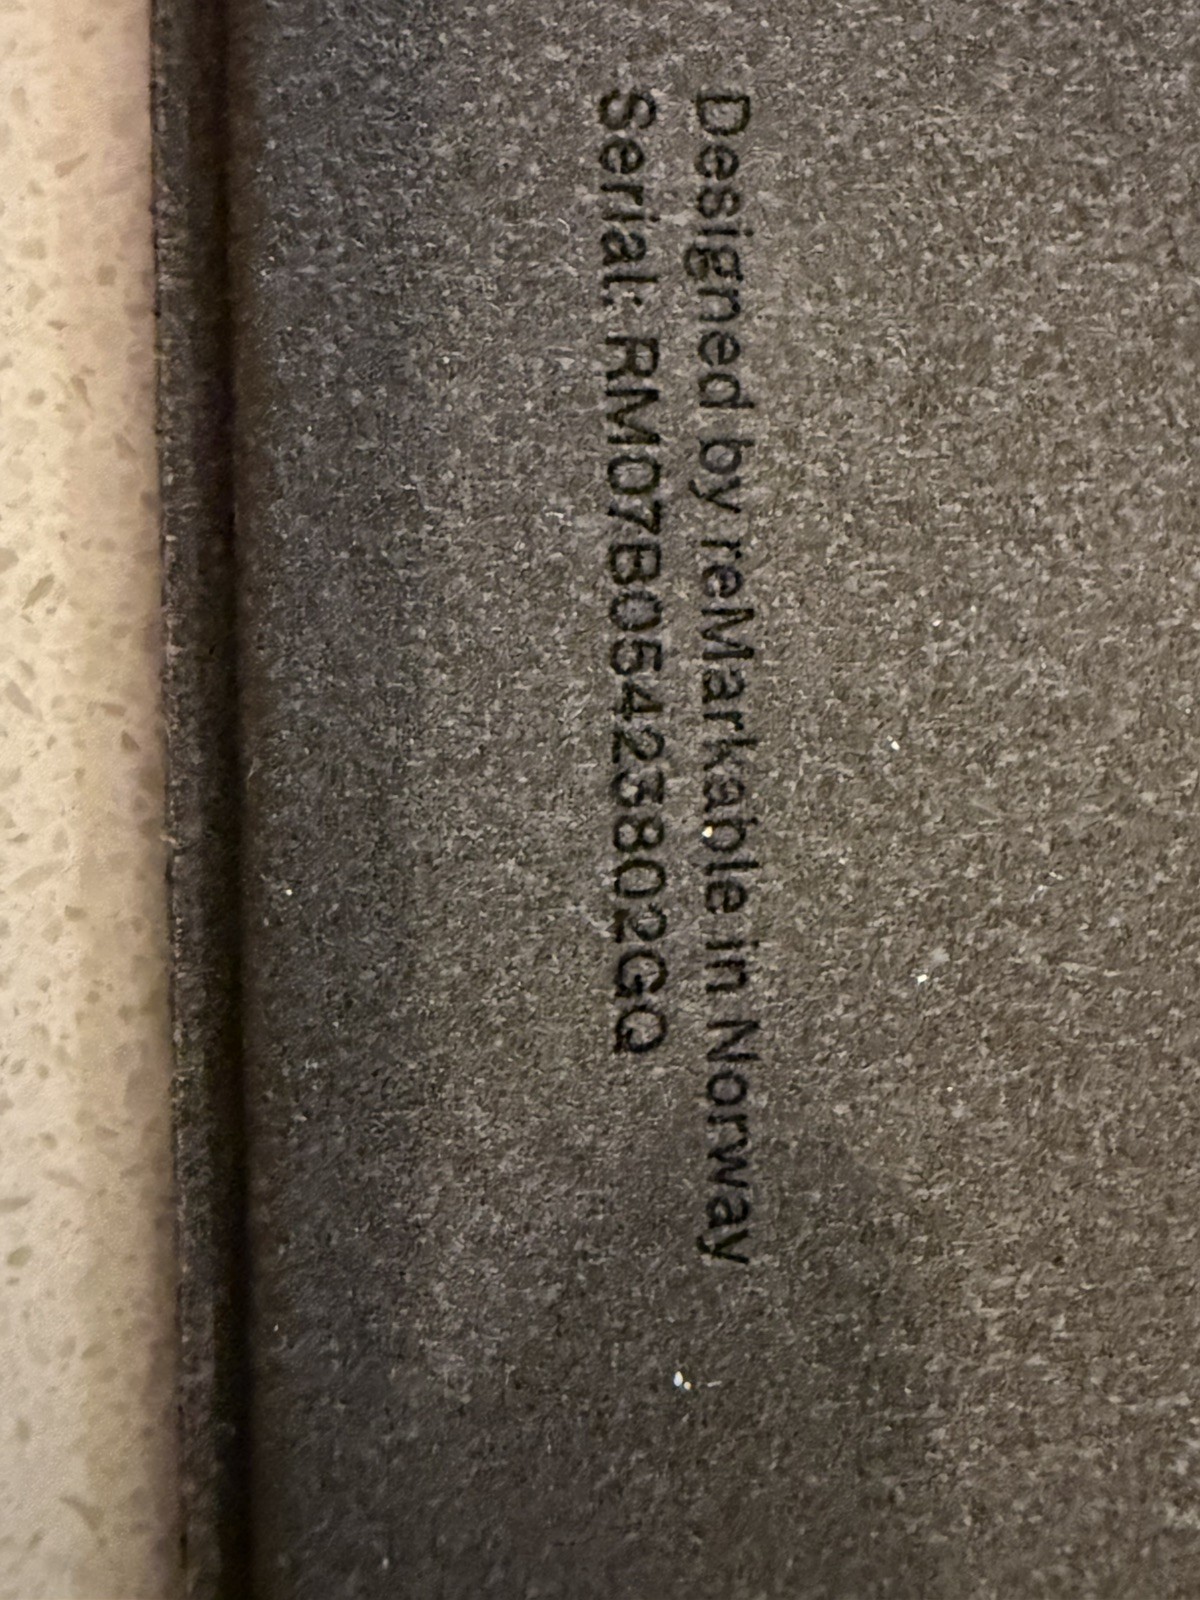 Designed by reMarkable in Norway
Serial: RM07B05423802GQ